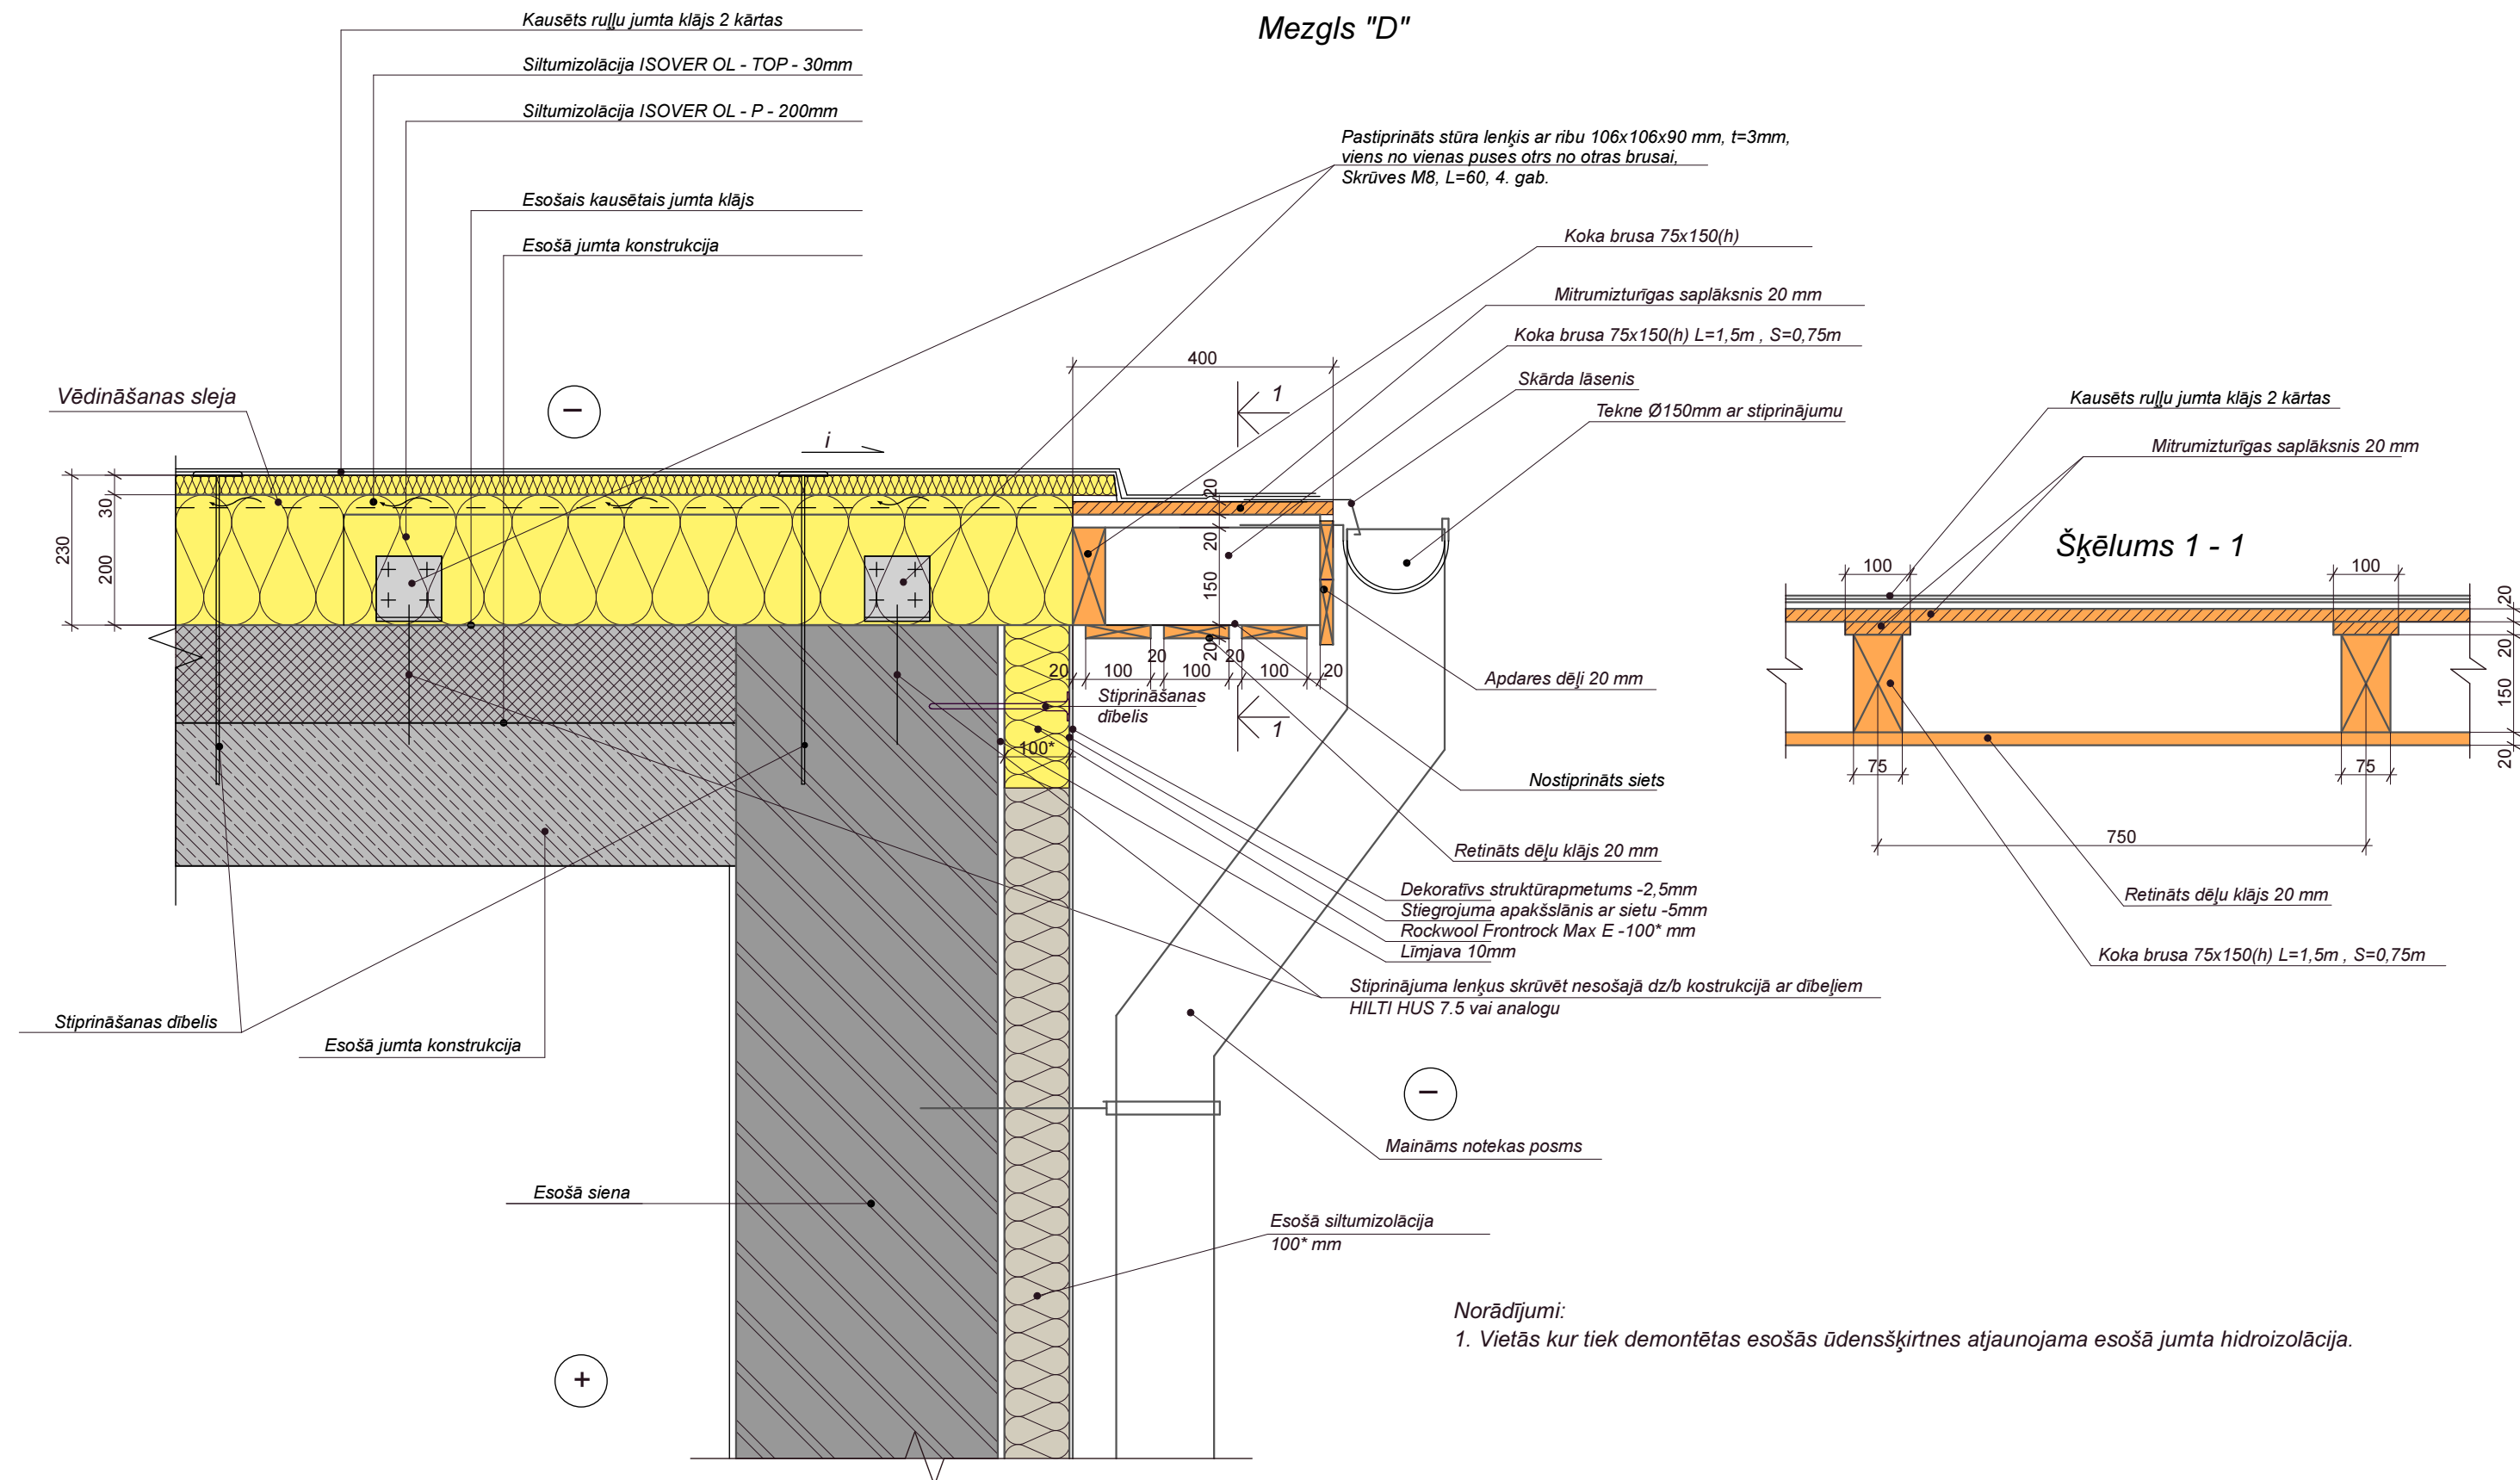 Mezgls "D"
Kausēts ruļļu jumta klājs 2 kārtas
Siltumizolācija ISOVER OL - TOP - 30mm
Siltumizolācija ISOVER OL - P - 200mm
Esošais kausētais jumta klājs
Esošā jumta konstrukcija
Pastiprināts stūra lenķis ar ribu 106x106x90 mm, t=3mm,
viens no vienas puses otrs no otras brusai,
Skrūves M8, L=60, 4. gab.
Koka brusa 75x150(h)
Mitrumizturīgas saplāksnis 20 mm
Koka brusa 75x150(h) L=1,5m , S=0,75m
Skārda lāsenis
Tekne Ø150mm ar stiprinājumu
Vēdināšanas sleja
−
i
400
1
1
230
30
200
20
20
150
20
20
100
20
100
20
100
20
Stiprināšanas
dībelis
100*
Apdares dēļi 20 mm
Nostiprināts siets
Retināts dēļu klājs 20 mm
Dekoratīvs struktūrapmetums -2,5mm
Stiegrojuma apakšslānis ar sietu -5mm
Rockwool Frontrock Max E -100* mm
Līmjava 10mm
Stiprinājuma lenķus skrūvēt nesošajā dz/b kostrukcijā ar dībeļiem
HILTI HUS 7.5 vai analogu
Stiprināšanas dībelis
Esošā jumta konstrukcija
−
Maināms notekas posms
Esošā siena
Esošā siltumizolācija
100* mm
+
Kausēts ruļļu jumta klājs 2 kārtas
Mitrumizturīgas saplāksnis 20 mm
Šķēlums 1 - 1
100
100
20
20
150
20
75
75
750
Retināts dēļu klājs 20 mm
Koka brusa 75x150(h) L=1,5m , S=0,75m
Norādījumi:
1. Vietās kur tiek demontētas esošās ūdensšķirtnes atjaunojama esošā jumta hidroizolācija.